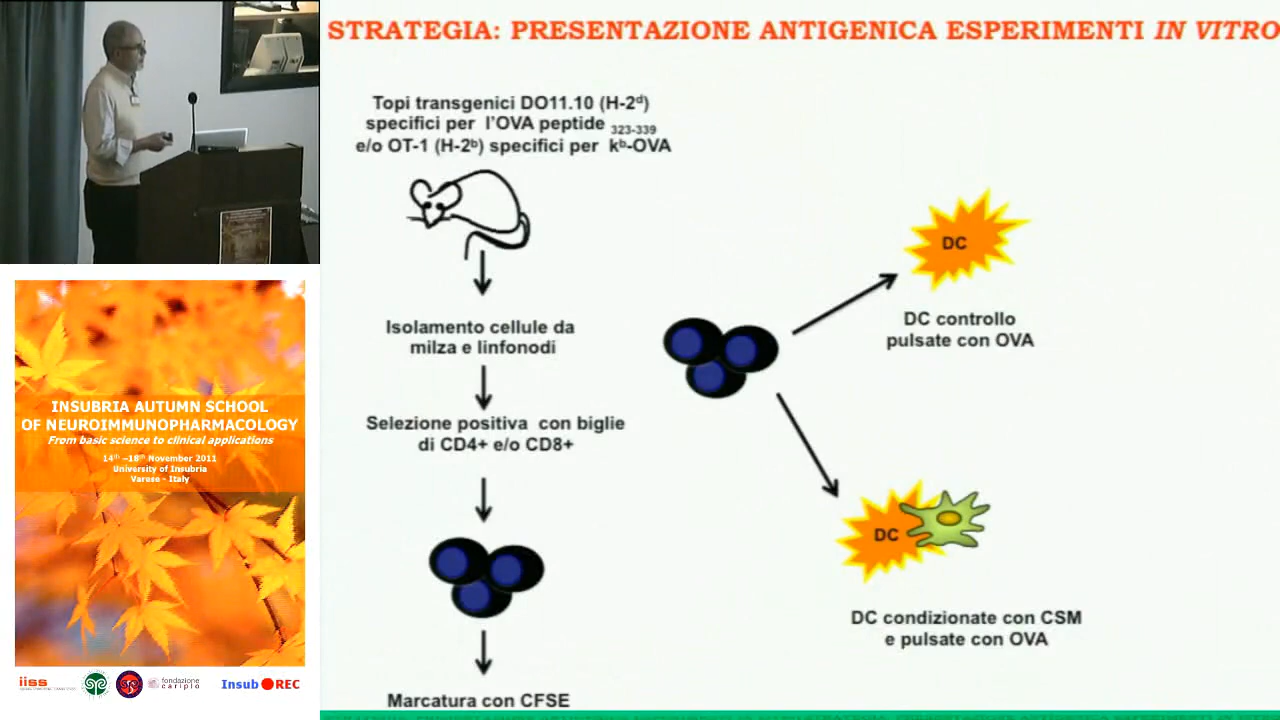 STRATEGIA: PRESENTAZIONE ANTIGENICA ESPERIMENTI IN VITRO
Topi transgenici DO11.10 (H-2ᵈ)
specifici per l'OVA peptide 323-339
e/o OT-1 (H-2ᵇ) specifici per kᵇ-OVA
Isolamento cellule da
milza e linfonodi
Selezione positiva con biglie
di CD4+ e/o CD8+
Marcatura con CFSE
DC
DC controllo
pulsate con OVA
DC
DC condizionate con CSM
e pulsate con OVA
INSUBRIA AUTUMN SCHOOL
OF NEUROIMMUNOPHARMACOLOGY
From basic science to clinical applications
14ᵗʰ –18ᵗʰ November 2011
University of Insubria
Varese - Italy
iiss
fondazione
cariplo
Insub REC